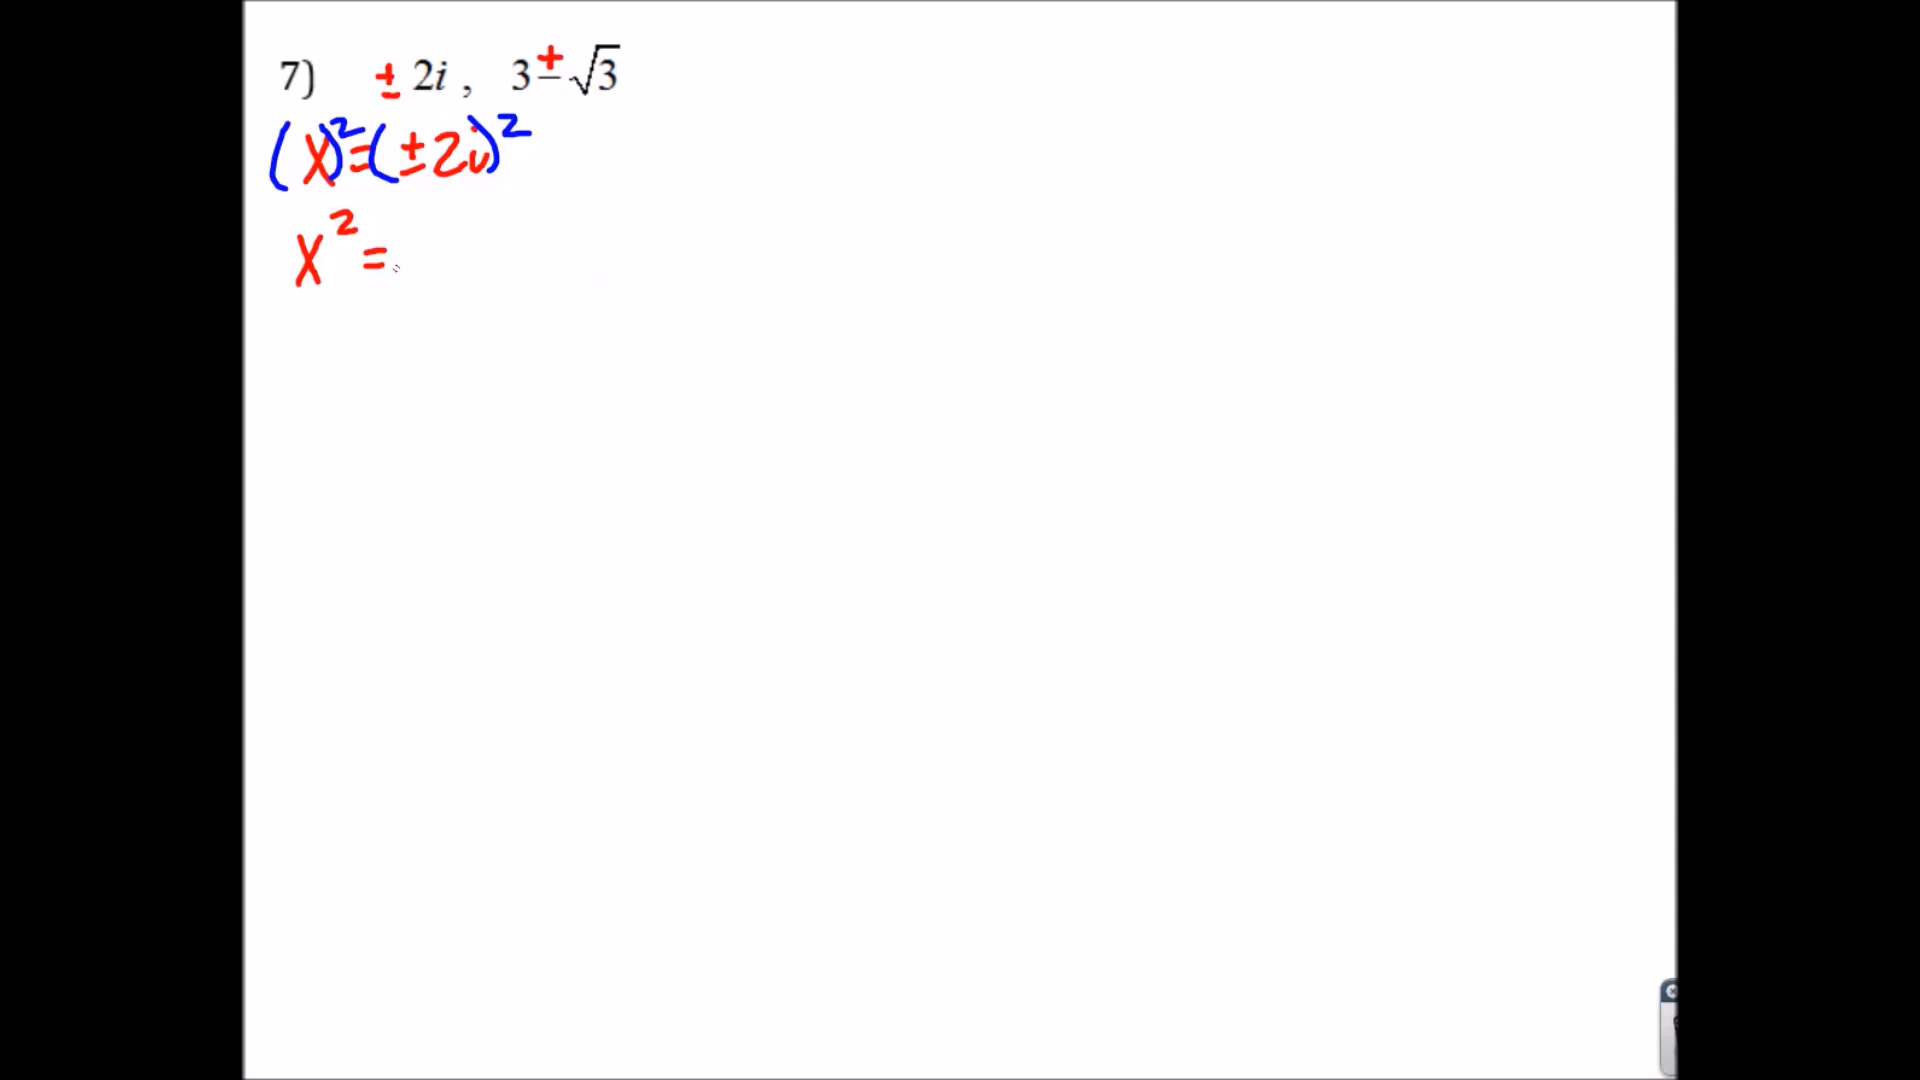 7) ± 2i , 3 ± √3
(x)² = (± 2i)²
x² =